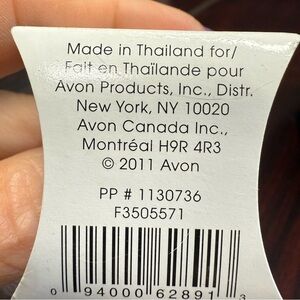 Made in Thailand for/
Fait en Thaïlande pour
Avon Products, Inc., Distr.
New York, NY 10020
Avon Canada Inc.,
Montréal H9R 4R3
© 2011 Avon
PP # 1130736
F3505571
0 94000 62891 3